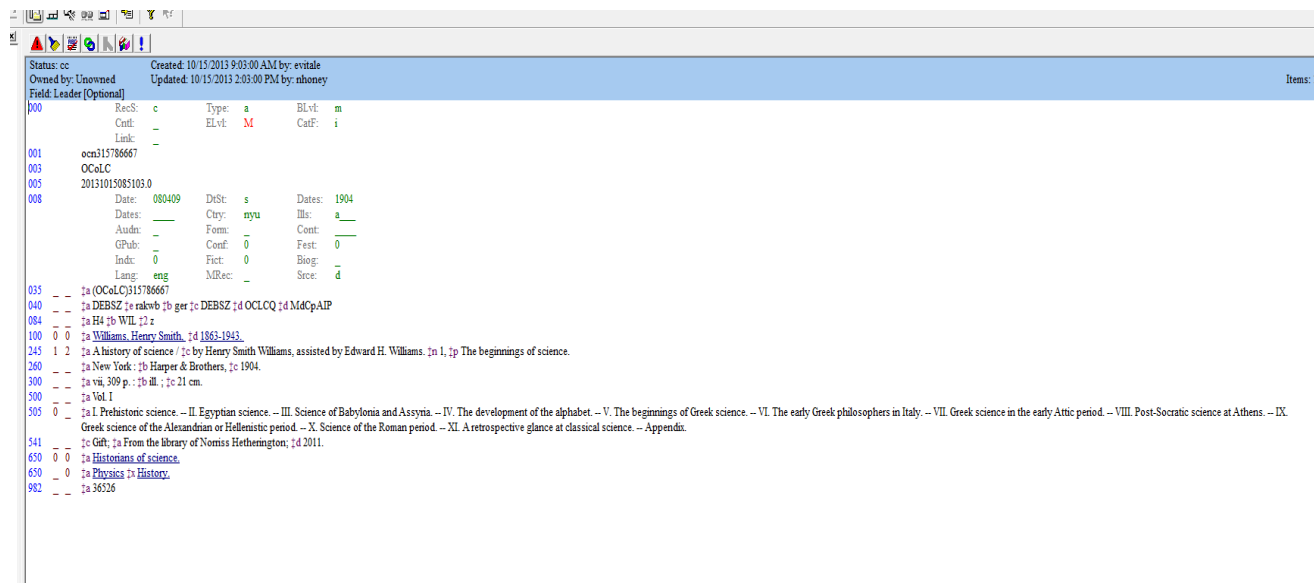 Status: cc Created: 10/15/2013 9:03:00 AM by: evitale
Owned by: Unowned Updated: 10/15/2013 2:03:00 PM by: nhoney Items:
Field: Leader [Optional]
000 RecS: c Type: a BLvl: m
Cntl: _ ELvl: M CatF: i
Link: _
001 ocn315786667
003 OCoLC
005 20131015085103.0
008 Date: 080409 DtSt: s Dates: 1904
Dates: ____ Ctry: nyu Ills: a___
Audn: _ Form: _ Cont: ____
GPub: _ Conf: 0 Fest: 0
Indx: 0 Fict: 0 Biog: _
Lang: eng MRec: _ Srce: d
035 _ _ ‡a (OCoLC)315786667
040 _ _ ‡a DEBSZ ‡e rakwb ‡b ger ‡c DEBSZ ‡d OCLCQ ‡d MdCpAIP
084 _ _ ‡a H4 ‡b WIL ‡2 z
100 0 0 ‡a Williams, Henry Smith, ‡d 1863-1943.
245 1 2 ‡a A history of science / ‡c by Henry Smith Williams, assisted by Edward H. Williams. ‡n 1, ‡p The beginnings of science.
260 _ _ ‡a New York : ‡b Harper & Brothers, ‡c 1904.
300 _ _ ‡a vii, 309 p. : ‡b ill. ; ‡c 21 cm.
500 _ _ ‡a Vol. I
505 0 _ ‡a I. Prehistoric science. -- II. Egyptian science. -- III. Science of Babylonia and Assyria. -- IV. The development of the alphabet. -- V. The beginnings of Greek science. -- VI. The early Greek philosophers in Italy. -- VII. Greek science in the early Attic period. -- VIII. Post-Socratic science at Athens. -- IX.
Greek science of the Alexandrian or Hellenistic period. -- X. Science of the Roman period. -- XI. A retrospective glance at classical science. -- Appendix.
541 _ _ ‡c Gift; ‡a From the library of Norriss Hetherington; ‡d 2011.
650 0 0 ‡a Historians of science.
650 _ 0 ‡a Physics ‡x History.
982 _ _ ‡a 36526